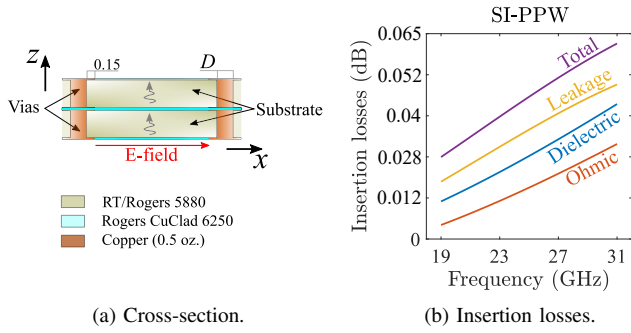 z
0.15
D
Vias
Substrate
E-field
x
RT/Rogers 5880
Rogers CuClad 6250
Copper (0.5 oz.)
(a) Cross-section.
SI-PPW
Insertion losses (dB)
0.065
0.052
0.04
0.028
0.012
0
Total
Leakage
Dielectric
Ohmic
19
23
27
31
Frequency (GHz)
(b) Insertion losses.